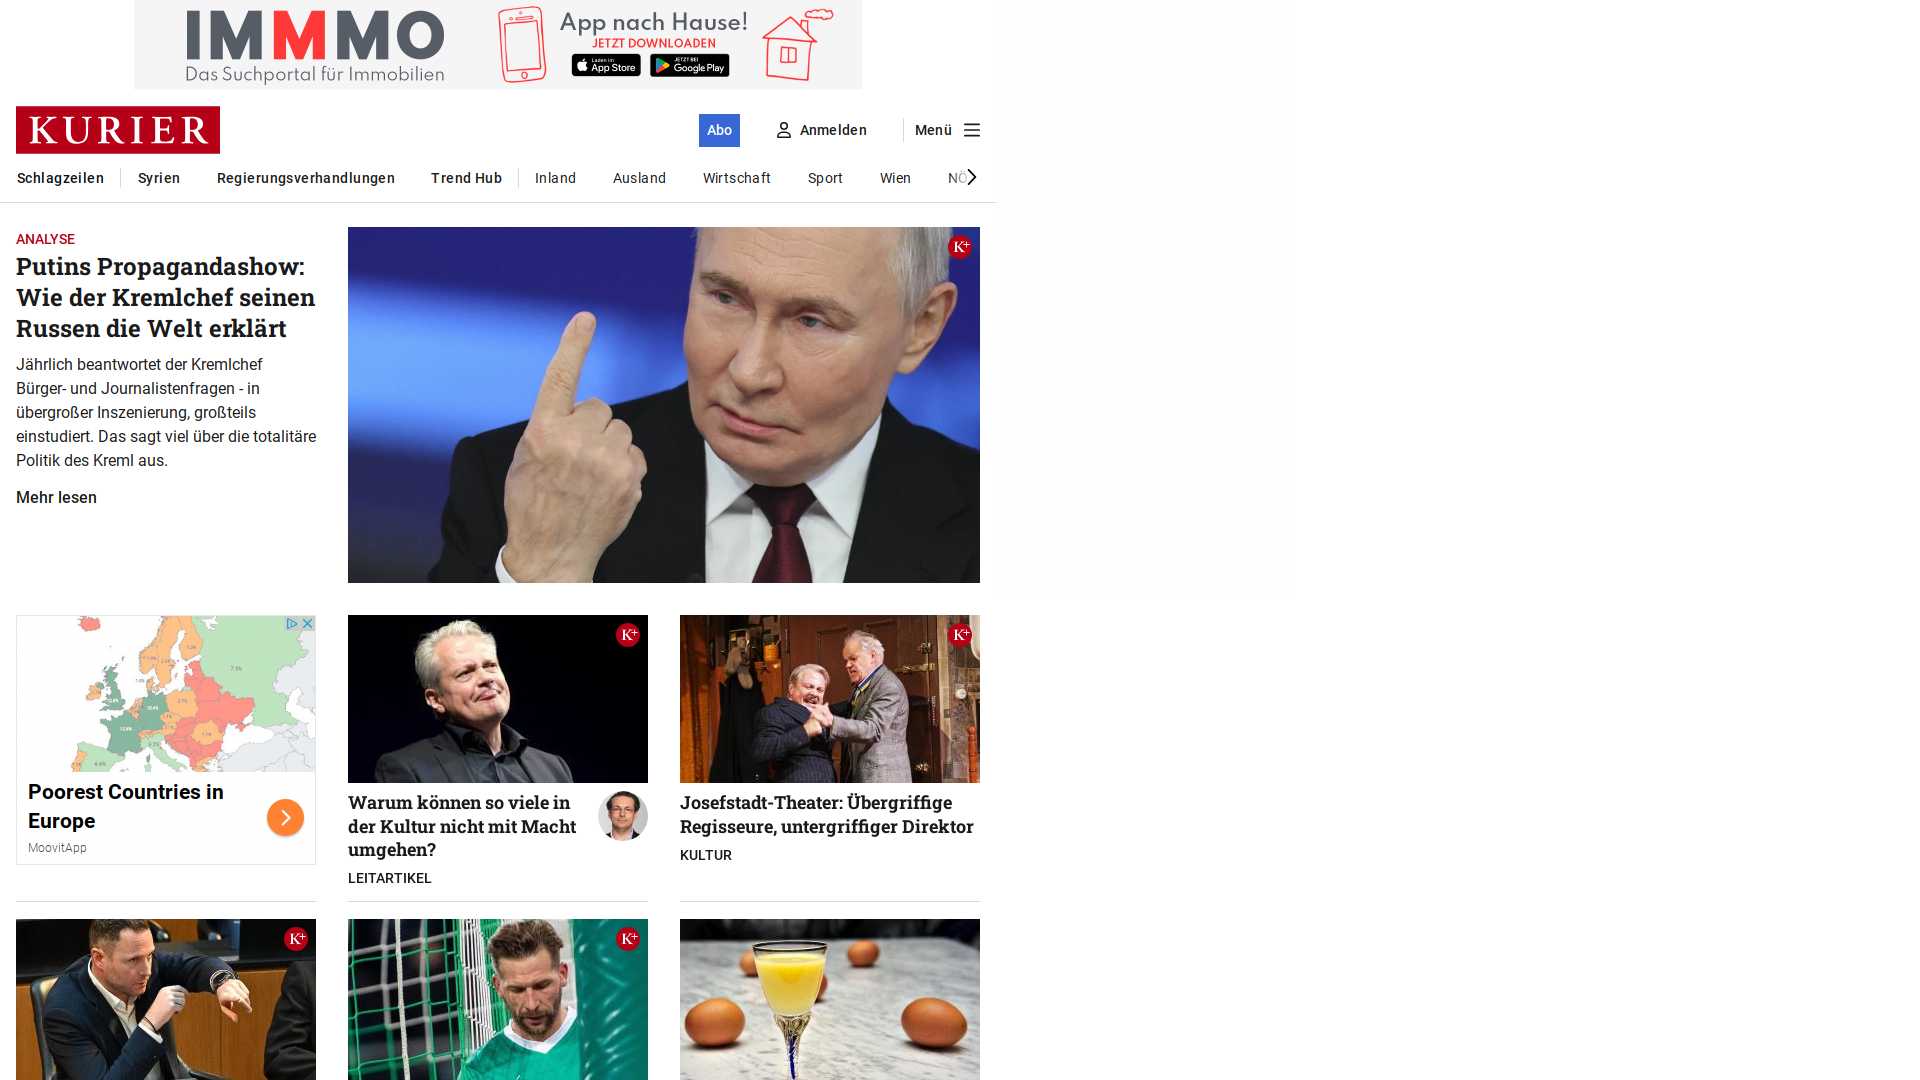 IMMMO
Das Suchportal für Immobilien
App nach Hause!
JETZT DOWNLOADEN
Laden im
App Store
JETZT BEI
Google Play
KURIER
Abo
Anmelden
Menü
Schlagzeilen
Syrien
Regierungsverhandlungen
Trend Hub
Inland
Ausland
Wirtschaft
Sport
Wien
NÖ
ANALYSE
Putins Propagandashow:
Wie der Kremlchef seinen
Russen die Welt erklärt
Jährlich beantwortet der Kremlchef
Bürger- und Journalistenfragen - in
übergroßer Inszenierung, großteils
einstudiert. Das sagt viel über die totalitäre
Politik des Kreml aus.
Mehr lesen
K+
Poorest Countries in
Europe
MoovitApp
K+
Warum können so viele in
der Kultur nicht mit Macht
umgehen?
LEITARTIKEL
K+
Josefstadt-Theater: Übergriffige
Regisseure, untergriffiger Direktor
KULTUR
K+
K+